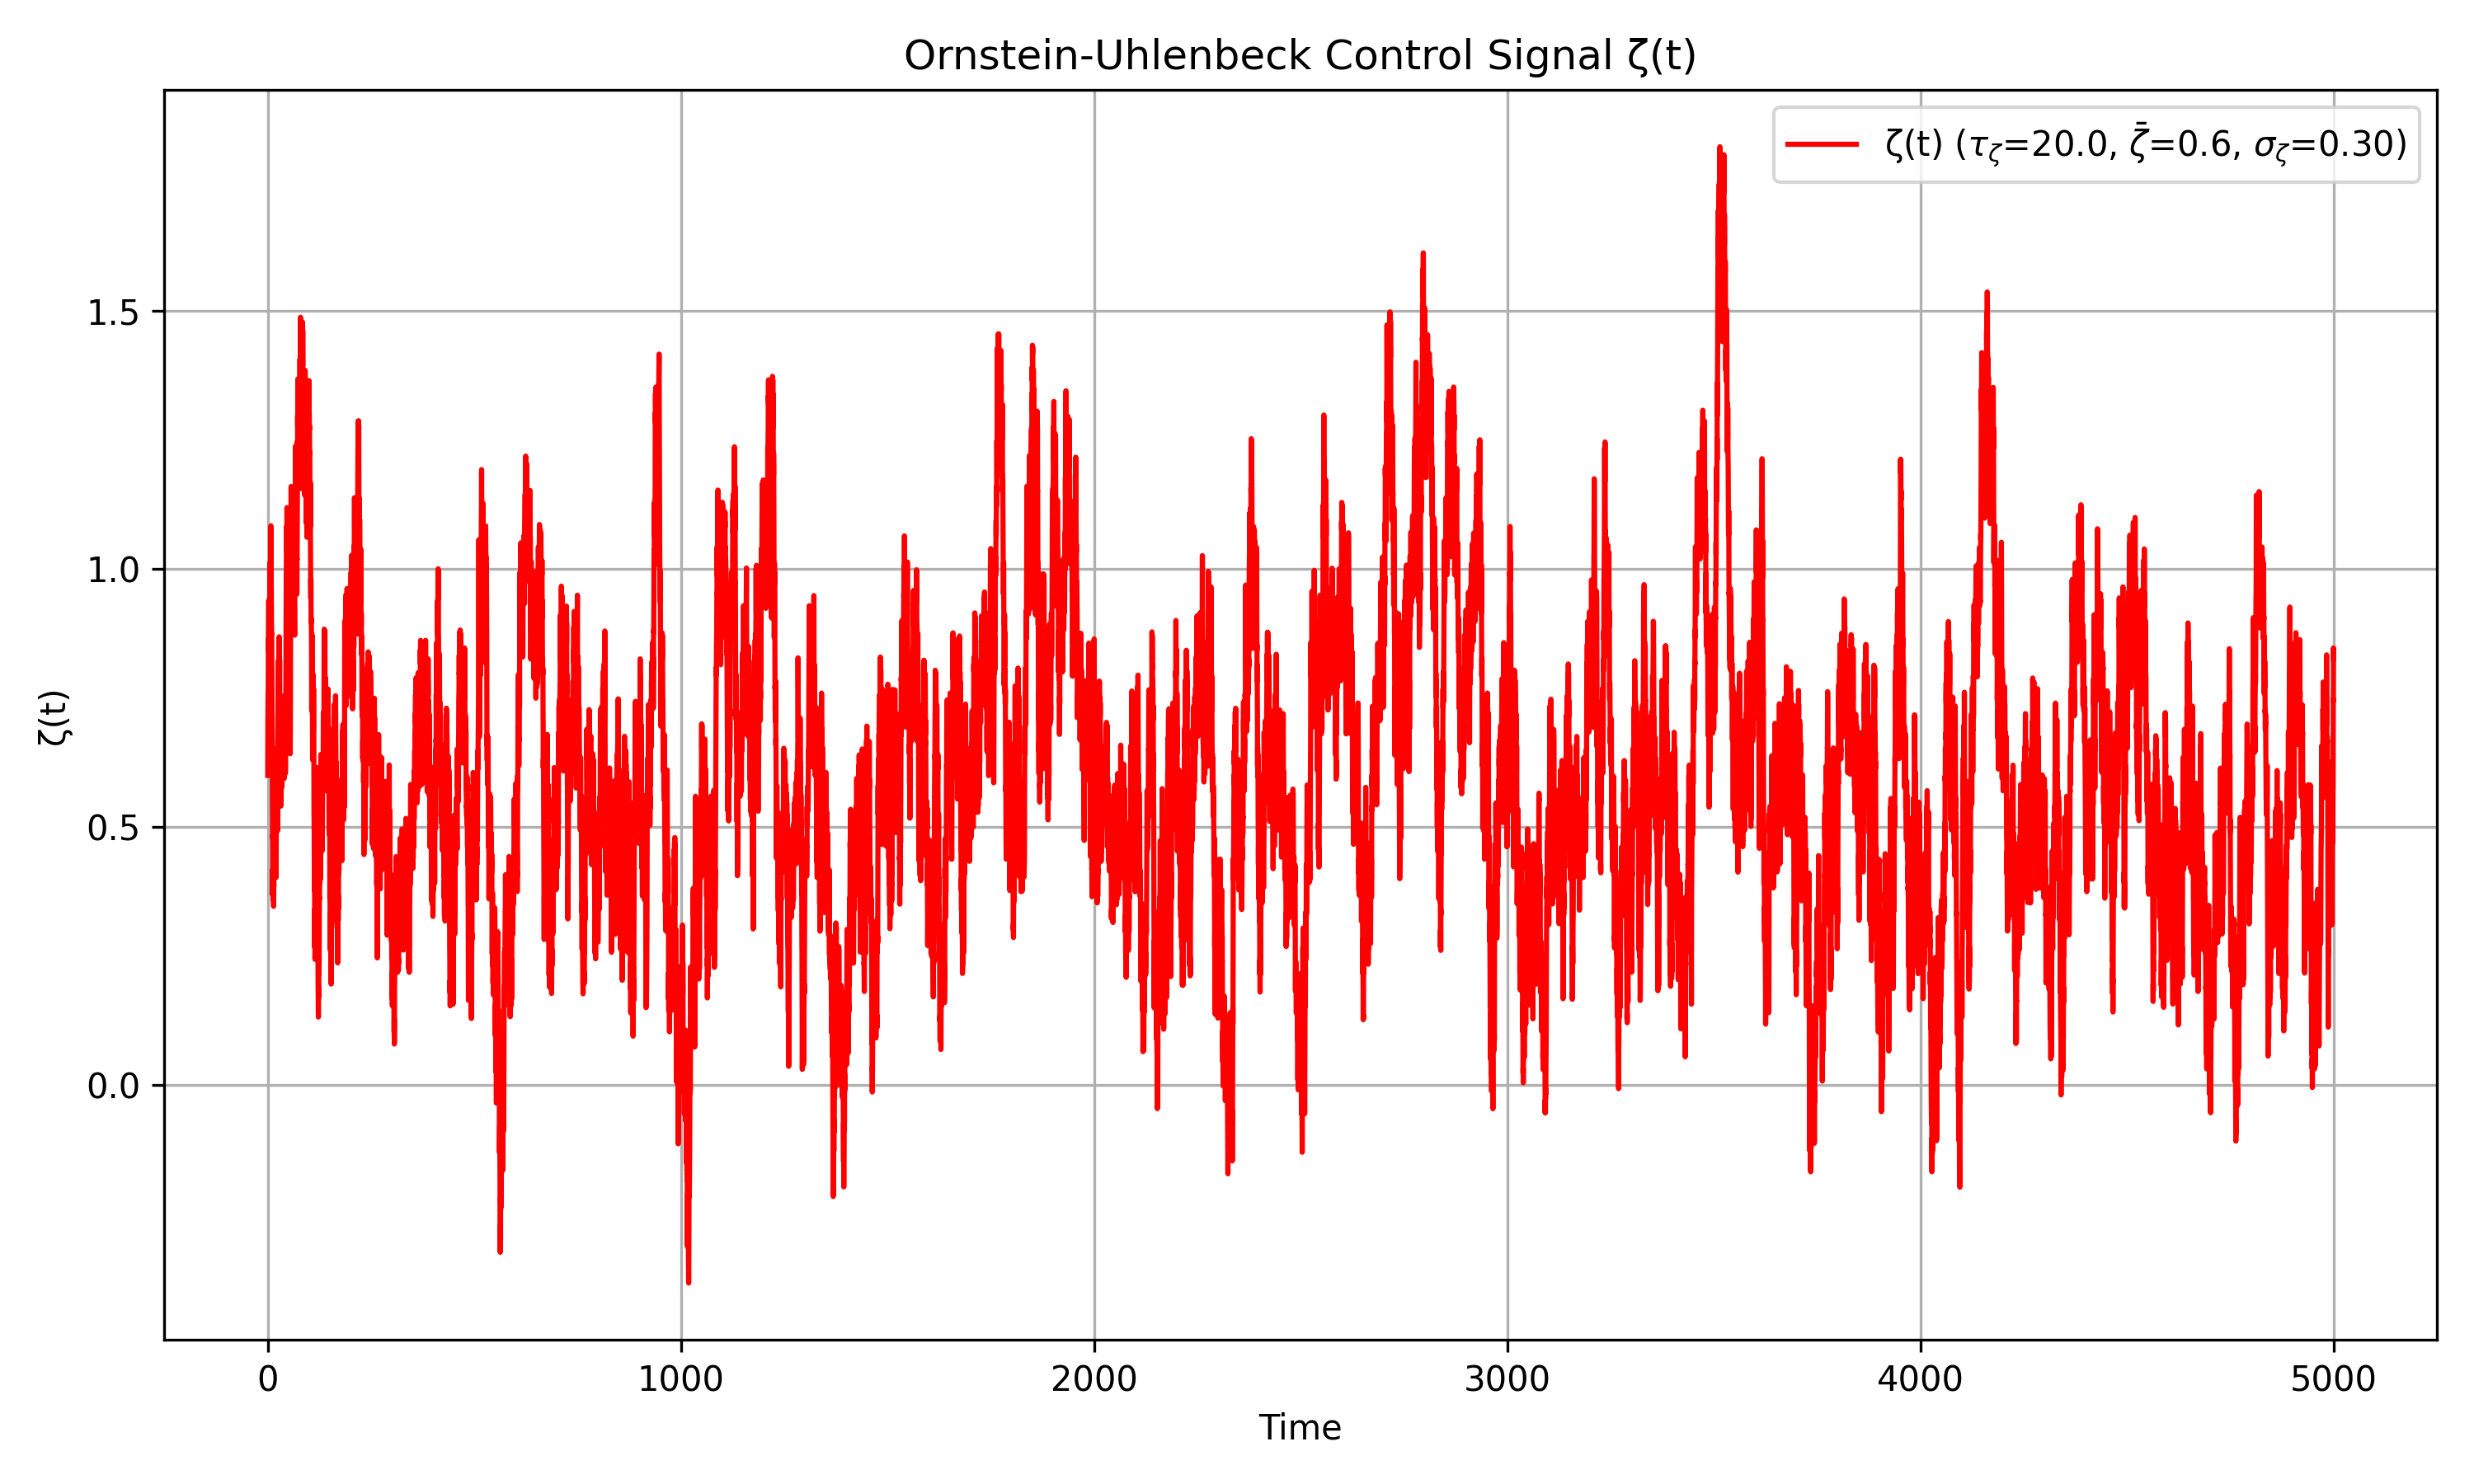 Ornstein-Uhlenbeck Control Signal ζ(t)
ζ(t) (τ_ζ=20.0, ζ̄=0.6, σ_ζ=0.30)
1.5
1.0
0.5
0.0
ζ(t)
0 1000 2000 3000 4000 5000
Time